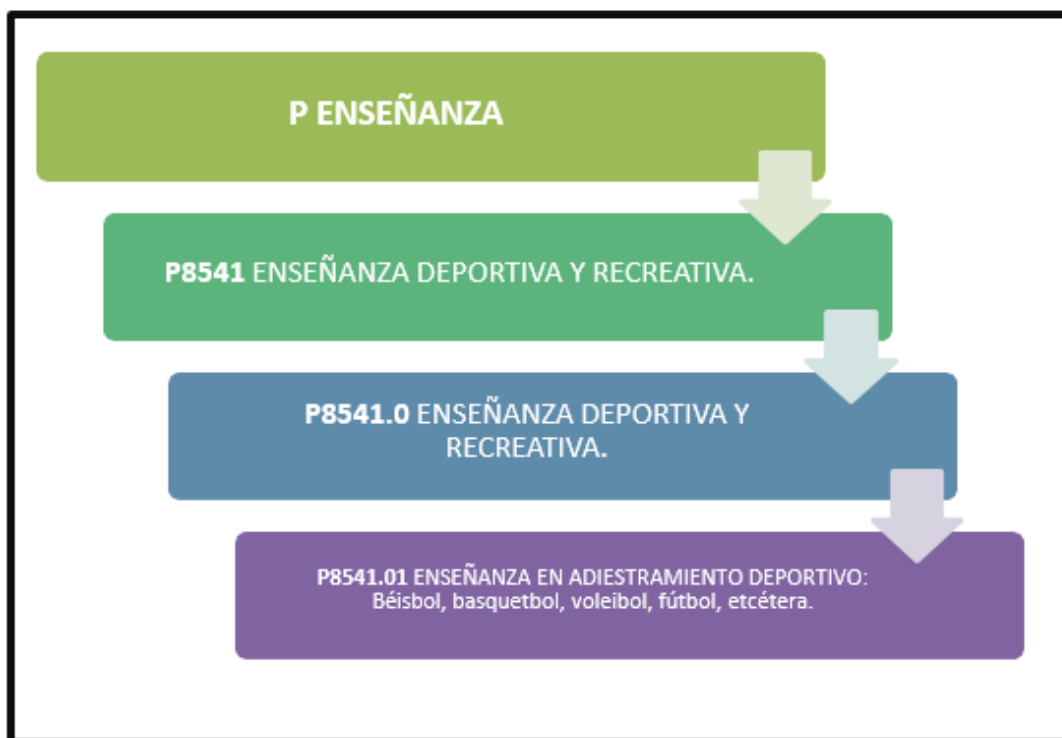 P ENSEÑANZA
P8541 ENSEÑANZA DEPORTIVA Y RECREATIVA.
P8541.0 ENSEÑANZA DEPORTIVA Y
RECREATIVA.
P8541.01 ENSEÑANZA EN ADIESTRAMIENTO DEPORTIVO:
Béisbol, basquetbol, voleibol, fútbol, etcétera.